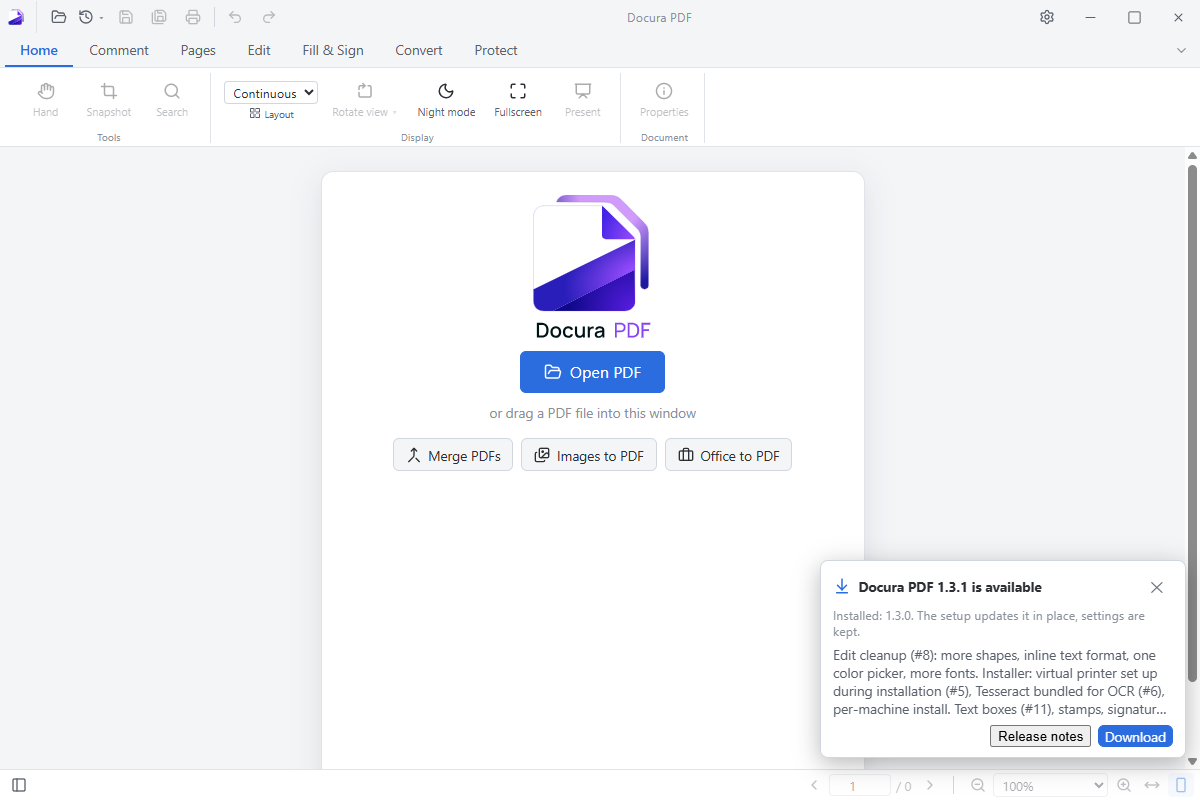 Docura PDF
Home Comment Pages Edit Fill & Sign Convert Protect
Continuous
Hand Snapshot Search Layout Rotate view Night mode Fullscreen Present Properties
Tools Display Document
Docura PDF
Open PDF
or drag a PDF file into this window
Merge PDFs Images to PDF Office to PDF
Docura PDF 1.3.1 is available
Installed: 1.3.0. The setup updates it in place, settings are
kept.
Edit cleanup (#8): more shapes, inline text format, one
color picker, more fonts. Installer: virtual printer set up
during installation (#5), Tesseract bundled for OCR (#6),
per-machine install. Text boxes (#11), stamps, signatur...
Release notes Download
1 / 0 100%